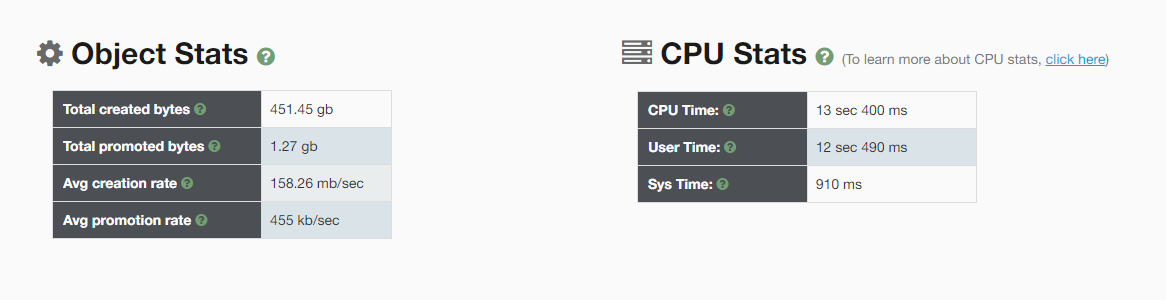 Object Stats
Total created bytes 451.45 gb
Total promoted bytes 1.27 gb
Avg creation rate 158.26 mb/sec
Avg promotion rate 455 kb/sec
CPU Stats (To learn more about CPU stats, click here)
CPU Time: 13 sec 400 ms
User Time: 12 sec 490 ms
Sys Time: 910 ms